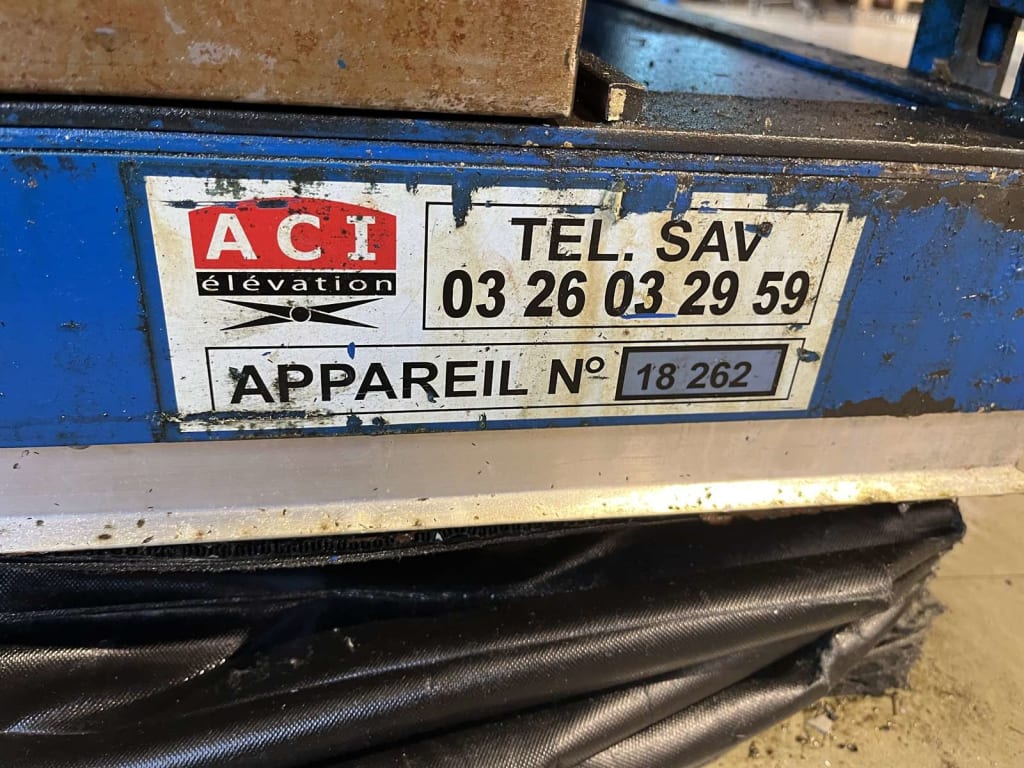 ACI
élévation
TEL. SAV
03 26 03 29 59
APPAREIL N° 18 262